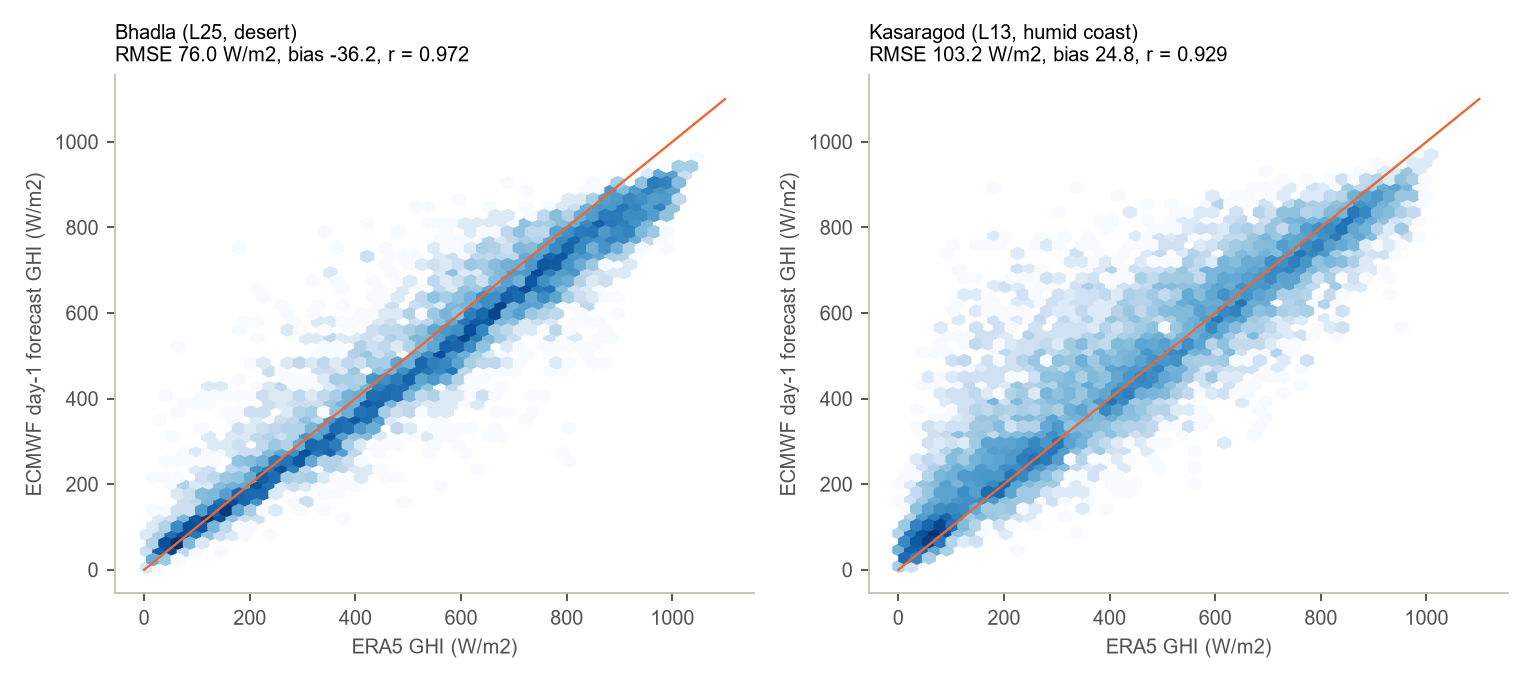 Bhadla (L25, desert)
RMSE 76.0 W/m2, bias -36.2, r = 0.972
ECMWF day-1 forecast GHI (W/m2)
1000
800
600
400
200
0
0 200 400 600 800 1000
ERA5 GHI (W/m2)
Kasaragod (L13, humid coast)
RMSE 103.2 W/m2, bias 24.8, r = 0.929
ECMWF day-1 forecast GHI (W/m2)
1000
800
600
400
200
0
0 200 400 600 800 1000
ERA5 GHI (W/m2)